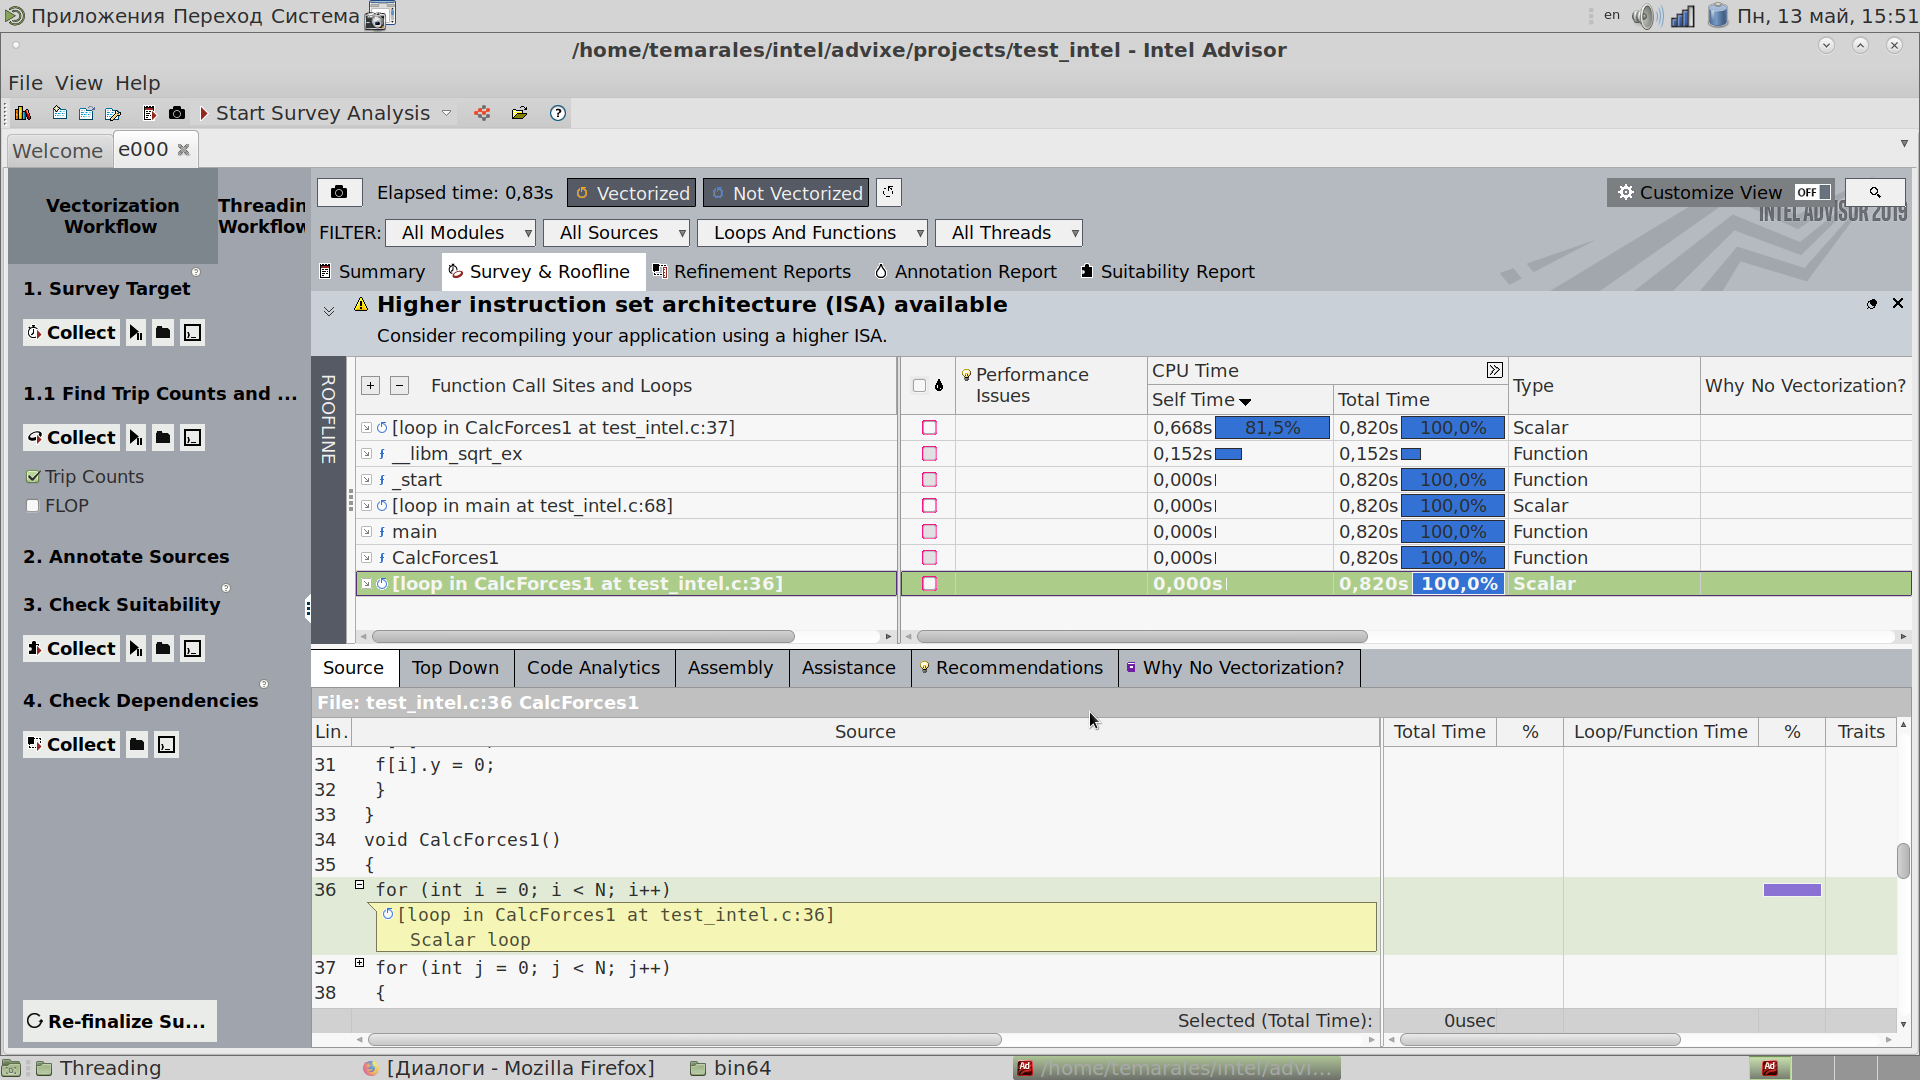 Приложения Переход Система
en
Пн, 13 май, 15:51
/home/temarales/intel/advixe/projects/test_intel - Intel Advisor
File View Help
Start Survey Analysis
Welcome
e000
Vectorization Workflow
Threadin Workflow
1. Survey Target
Collect
1.1 Find Trip Counts and ...
Collect
Trip Counts
FLOP
2. Annotate Sources
3. Check Suitability
Collect
4. Check Dependencies
Collect
Re-finalize Su...
Elapsed time: 0,83s
Vectorized
Not Vectorized
Customize View
OFF
INTEL ADVISOR 2019
FILTER: All Modules All Sources Loops And Functions All Threads
Summary Survey & Roofline Refinement Reports Annotation Report Suitability Report
Higher instruction set architecture (ISA) available
Consider recompiling your application using a higher ISA.
ROOFLINE
+ − Function Call Sites and Loops Performance Issues CPU Time Type Why No Vectorization?
Self Time Total Time
[loop in CalcForces1 at test_intel.c:37] 0,668s 81,5% 0,820s 100,0% Scalar
__libm_sqrt_ex 0,152s 0,152s Function
_start 0,000s 0,820s 100,0% Function
[loop in main at test_intel.c:68] 0,000s 0,820s 100,0% Scalar
main 0,000s 0,820s 100,0% Function
CalcForces1 0,000s 0,820s 100,0% Function
[loop in CalcForces1 at test_intel.c:36] 0,000s 0,820s 100,0% Scalar
Source Top Down Code Analytics Assembly Assistance Recommendations Why No Vectorization?
File: test_intel.c:36 CalcForces1
Lin. Source Total Time % Loop/Function Time % Traits
31 f[i].y = 0;
32 }
33 }
34 void CalcForces1()
35 {
36 for (int i = 0; i < N; i++)
[loop in CalcForces1 at test_intel.c:36]
Scalar loop
37 for (int j = 0; j < N; j++)
38 {
Selected (Total Time): 0usec
Threading
[Диалоги - Mozilla Firefox]
bin64
/home/temarales/intel/advi...